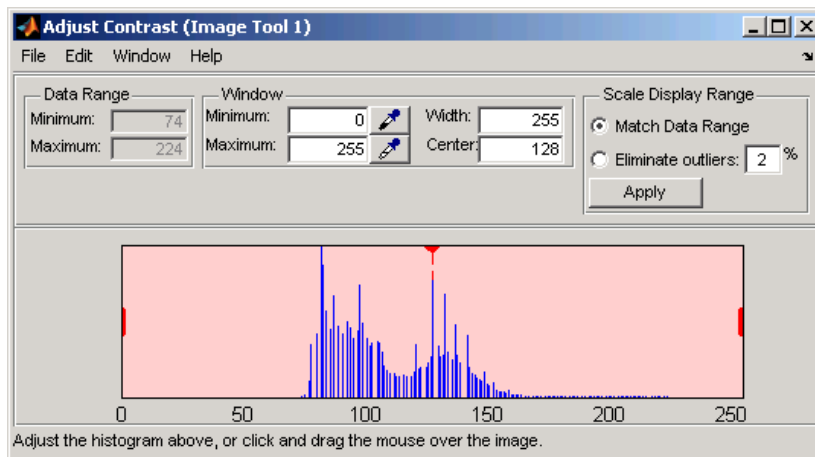 Adjust Contrast (Image Tool 1)
File Edit Window Help
Data Range
Minimum: 74
Maximum: 224
Window
Minimum: 0
Maximum: 255
Width: 255
Center: 128
Scale Display Range
Match Data Range
Eliminate outliers: 2 %
Apply
0 50 100 150 200 250
Adjust the histogram above, or click and drag the mouse over the image.